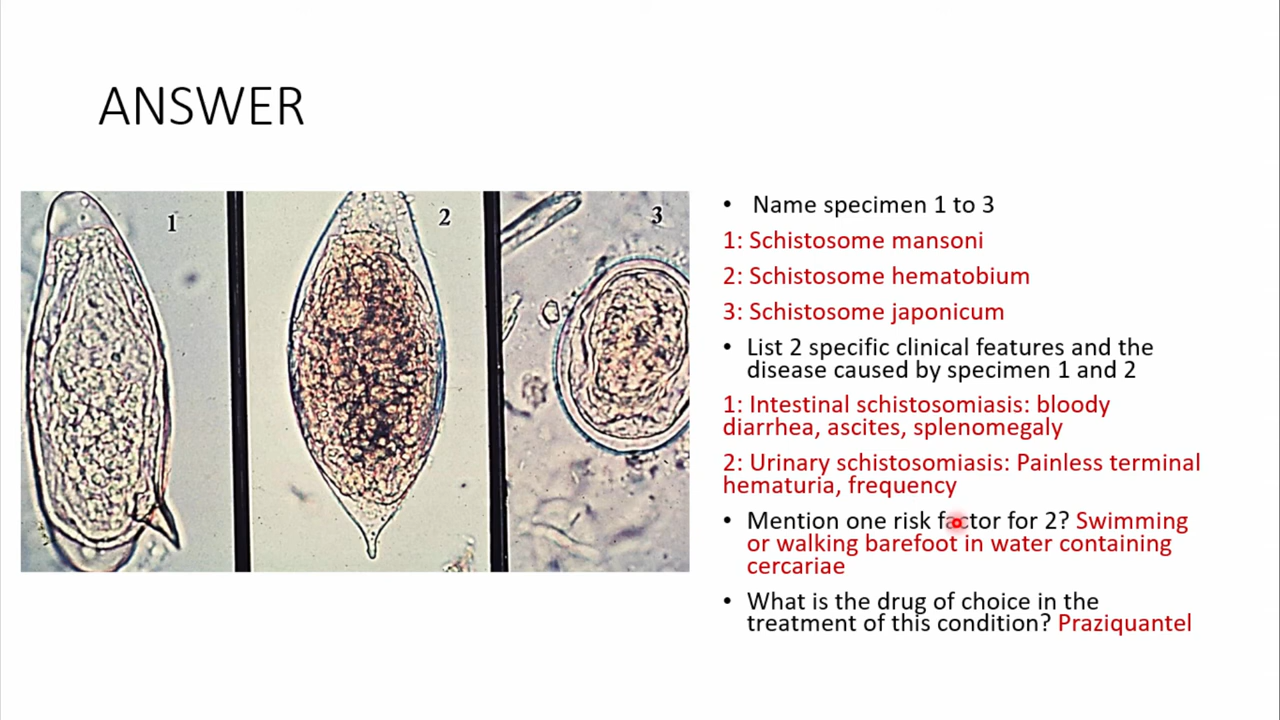 ANSWER
1
2
3
• Name specimen 1 to 3
1: Schistosome mansoni
2: Schistosome hematobium
3: Schistosome japonicum
• List 2 specific clinical features and the
disease caused by specimen 1 and 2
1: Intestinal schistosomiasis: bloody
diarrhea, ascites, splenomegaly
2: Urinary schistosomiasis: Painless terminal
hematuria, frequency
• Mention one risk factor for 2? Swimming
or walking barefoot in water containing
cercariae
• What is the drug of choice in the
treatment of this condition? Praziquantel